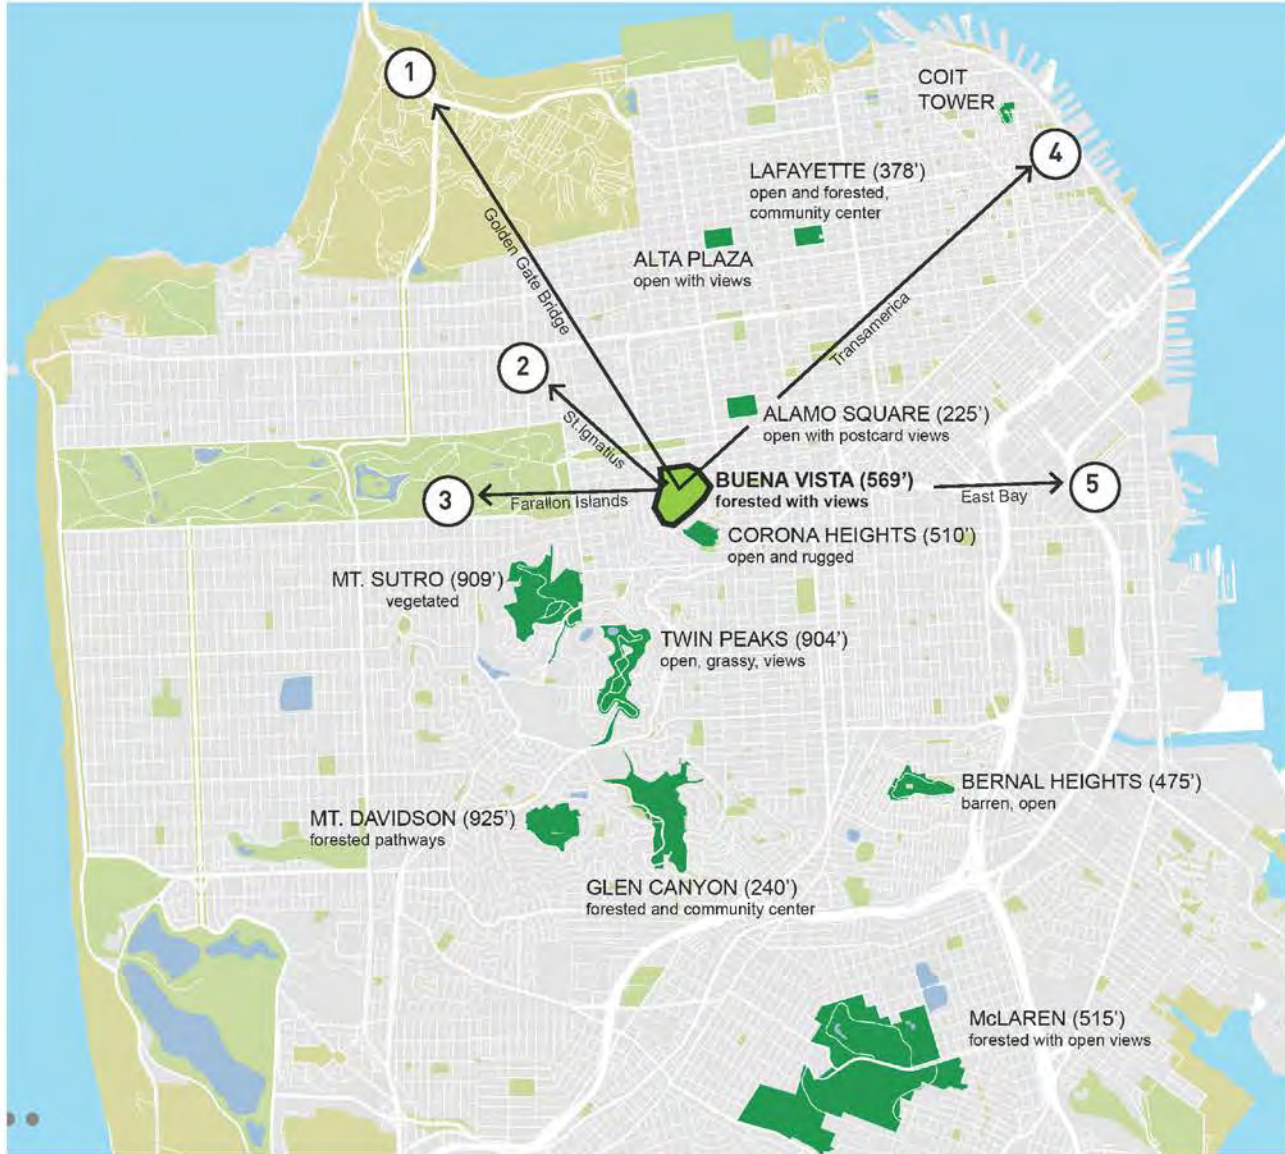 1
COIT
TOWER
4
LAFAYETTE (378')
open and forested,
community center
Golden Gate Bridge
ALTA PLAZA
open with views
Transamerica
2
St.Ignatius
ALAMO SQUARE (225')
open with postcard views
BUENA VISTA (569')
forested with views
3
Farallon Islands
East Bay
5
CORONA HEIGHTS (510')
open and rugged
MT. SUTRO (909')
vegetated
TWIN PEAKS (904')
open, grassy, views
BERNAL HEIGHTS (475')
barren, open
MT. DAVIDSON (925')
forested pathways
GLEN CANYON (240')
forested and community center
McLAREN (515')
forested with open views